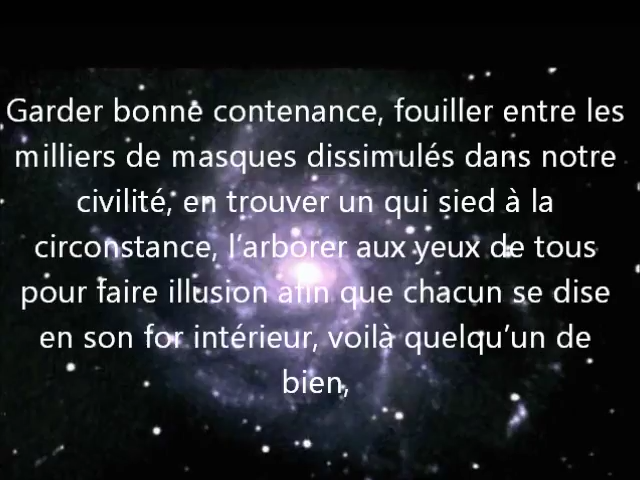 Garder bonne contenance, fouiller entre les
milliers de masques dissimulés dans notre
civilité, en trouver un qui sied à la
circonstance, l’arborer aux yeux de tous
pour faire illusion afin que chacun se dise
en son for intérieur, voilà quelqu’un de
bien,